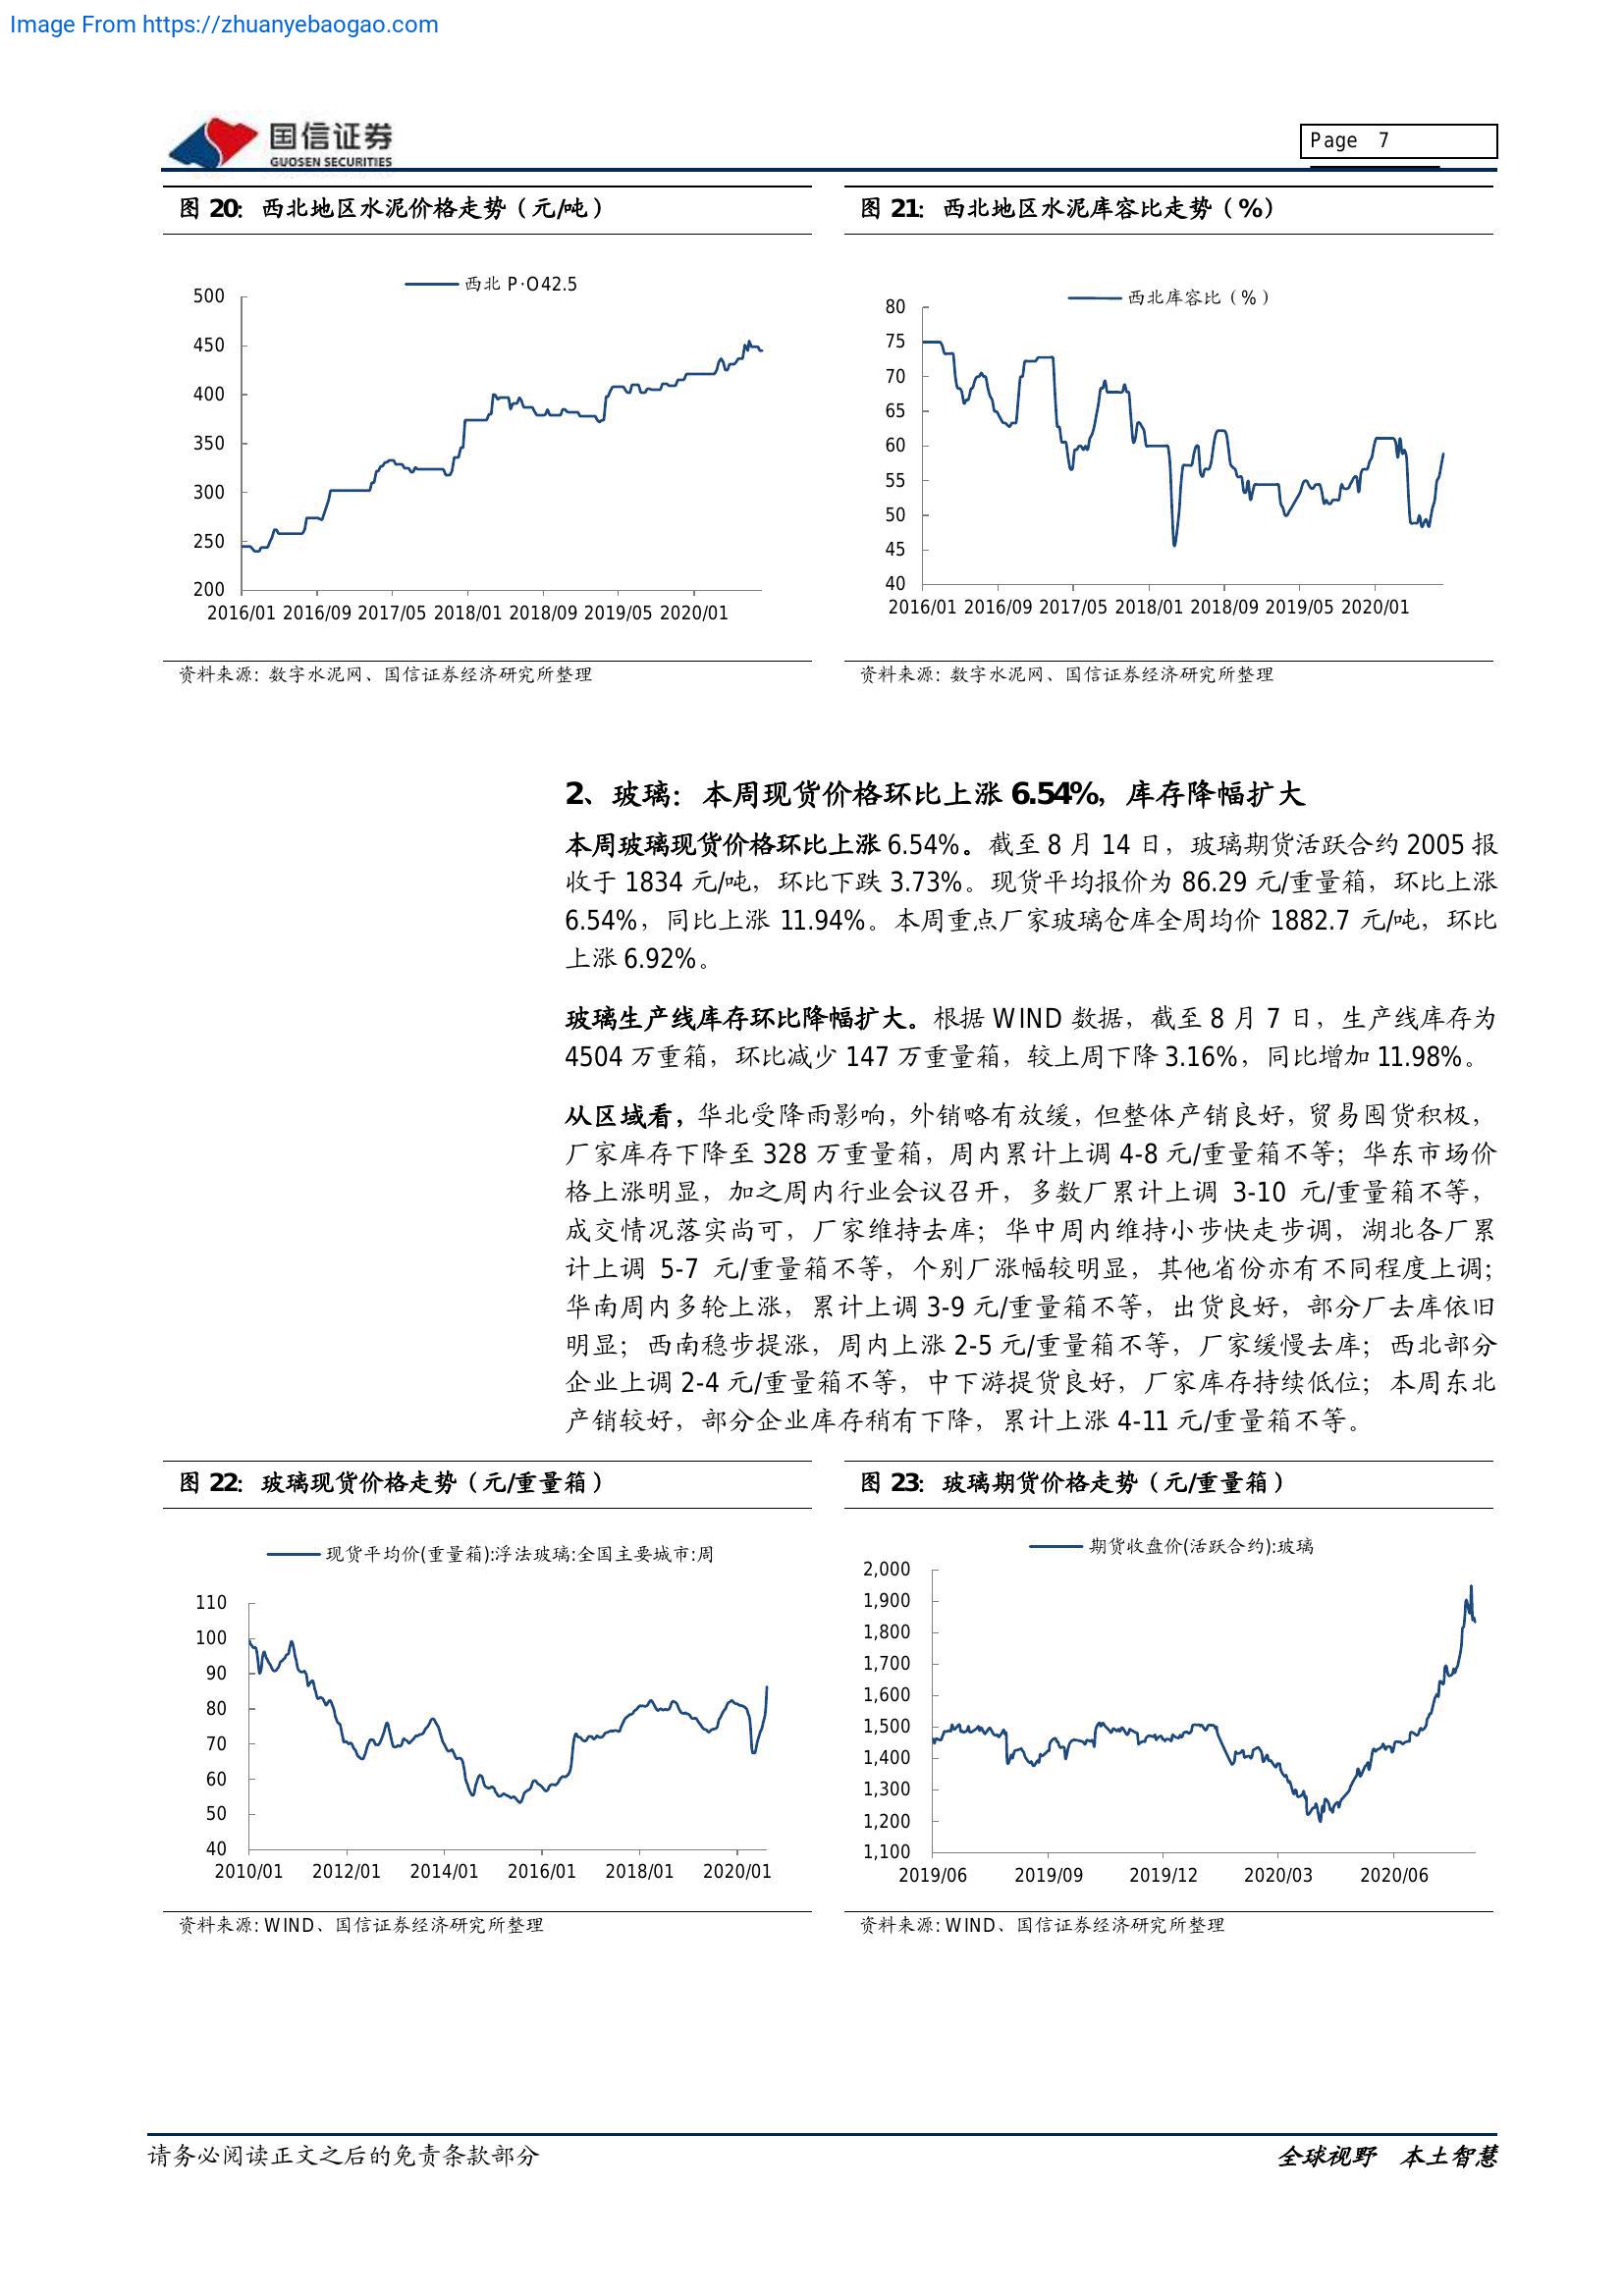 Image From https://zhuanyebaogao.com
国信证券
GUOSEN SECURITIES
Page 7
图 20：西北地区水泥价格走势（元/吨）
西北 P·O42.5
500
450
400
350
300
250
200
2016/01 2016/09 2017/05 2018/01 2018/09 2019/05 2020/01
资料来源：数字水泥网、国信证券经济研究所整理
图 21：西北地区水泥库容比走势（%）
西北库容比（%）
80
75
70
65
60
55
50
45
40
2016/01 2016/09 2017/05 2018/01 2018/09 2019/05 2020/01
资料来源：数字水泥网、国信证券经济研究所整理
2、玻璃：本周现货价格环比上涨 6.54%，库存降幅扩大
本周玻璃现货价格环比上涨 6.54%。截至 8 月 14 日，玻璃期货活跃合约 2005 报
收于 1834 元/吨，环比下跌 3.73%。现货平均报价为 86.29 元/重量箱，环比上涨
6.54%，同比上涨 11.94%。本周重点厂家玻璃仓库全周均价 1882.7 元/吨，环比
上涨 6.92%。
玻璃生产线库存环比降幅扩大。根据 WIND 数据，截至 8 月 7 日，生产线库存为
4504 万重箱，环比减少 147 万重量箱，较上周下降 3.16%，同比增加 11.98%。
从区域看，华北受降雨影响，外销略有放缓，但整体产销良好，贸易囤货积极，
厂家库存下降至 328 万重量箱，周内累计上调 4-8 元/重量箱不等；华东市场价
格上涨明显，加之周内行业会议召开，多数厂累计上调 3-10 元/重量箱不等，
成交情况落实尚可，厂家维持去库；华中周内维持小步快走步调，湖北各厂累
计上调 5-7 元/重量箱不等，个别厂涨幅较明显，其他省份亦有不同程度上调；
华南周内多轮上涨，累计上调 3-9 元/重量箱不等，出货良好，部分厂去库依旧
明显；西南稳步提涨，周内上涨 2-5 元/重量箱不等，厂家缓慢去库；西北部分
企业上调 2-4 元/重量箱不等，中下游提货良好，厂家库存持续低位；本周东北
产销较好，部分企业库存稍有下降，累计上涨 4-11 元/重量箱不等。
图 22：玻璃现货价格走势（元/重量箱）
现货平均价(重量箱):浮法玻璃:全国主要城市:周
110
100
90
80
70
60
50
40
2010/01 2012/01 2014/01 2016/01 2018/01 2020/01
资料来源：WIND、国信证券经济研究所整理
图 23：玻璃期货价格走势（元/重量箱）
期货收盘价(活跃合约):玻璃
2,000
1,900
1,800
1,700
1,600
1,500
1,400
1,300
1,200
1,100
2019/06 2019/09 2019/12 2020/03 2020/06
资料来源：WIND、国信证券经济研究所整理
请务必阅读正文之后的免责条款部分
全球视野 本土智慧